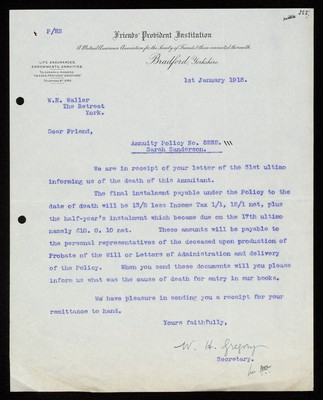 P/ES
Friends' Provident Institution
A Mutual Assurance Association for the Society of Friends & those connected therewith.
LIFE ASSURANCES,
ENDOWMENTS, ANNUITIES.
Bradford, Yorkshire
1st January 1918.
W.E. Waller
The Retreat
York.
Dear Friend,
Annuity Policy No.
Sarah Sanderson.
We are in receipt of your letter of the 31st ultimo
informing us of the death of this Annuitant.
The final instalment payable under the Policy to the
date of death will be 13/2 less Income Tax 1/1, 12/1 net, plus
the half-year's instalment which became due on the 17th ultimo
namely £18. 0. 10 net. These amounts will be payable to
the personal representatives of the deceased upon production of
Probate of the Will or Letters of Administration and delivery
of the Policy. When you send these documents will you please
inform us what was the cause of death for entry in our books.
We have pleasure in sending you a receipt for your
remittance to hand.
Yours faithfully,
W. H. Gregory
Secretary.